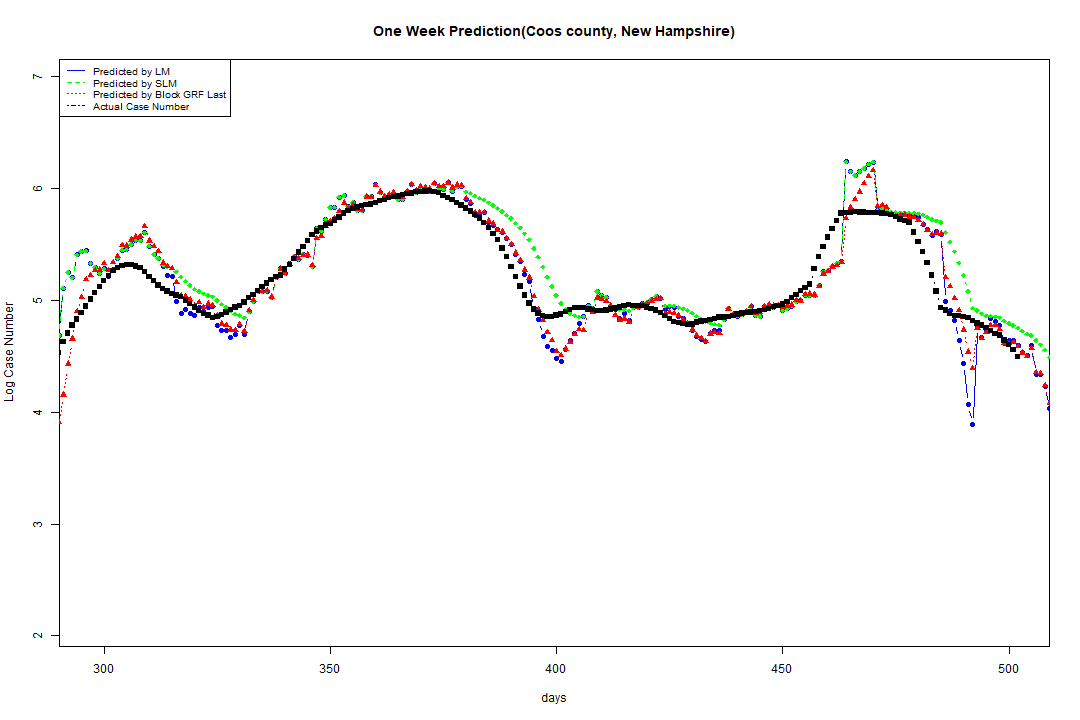 One Week Prediction(Coos county, New Hampshire)
Predicted by LM
Predicted by SLM
Predicted by Block GRF Last
Actual Case Number
7
6
5
4
3
2
Log Case Number
300 350 400 450 500
days